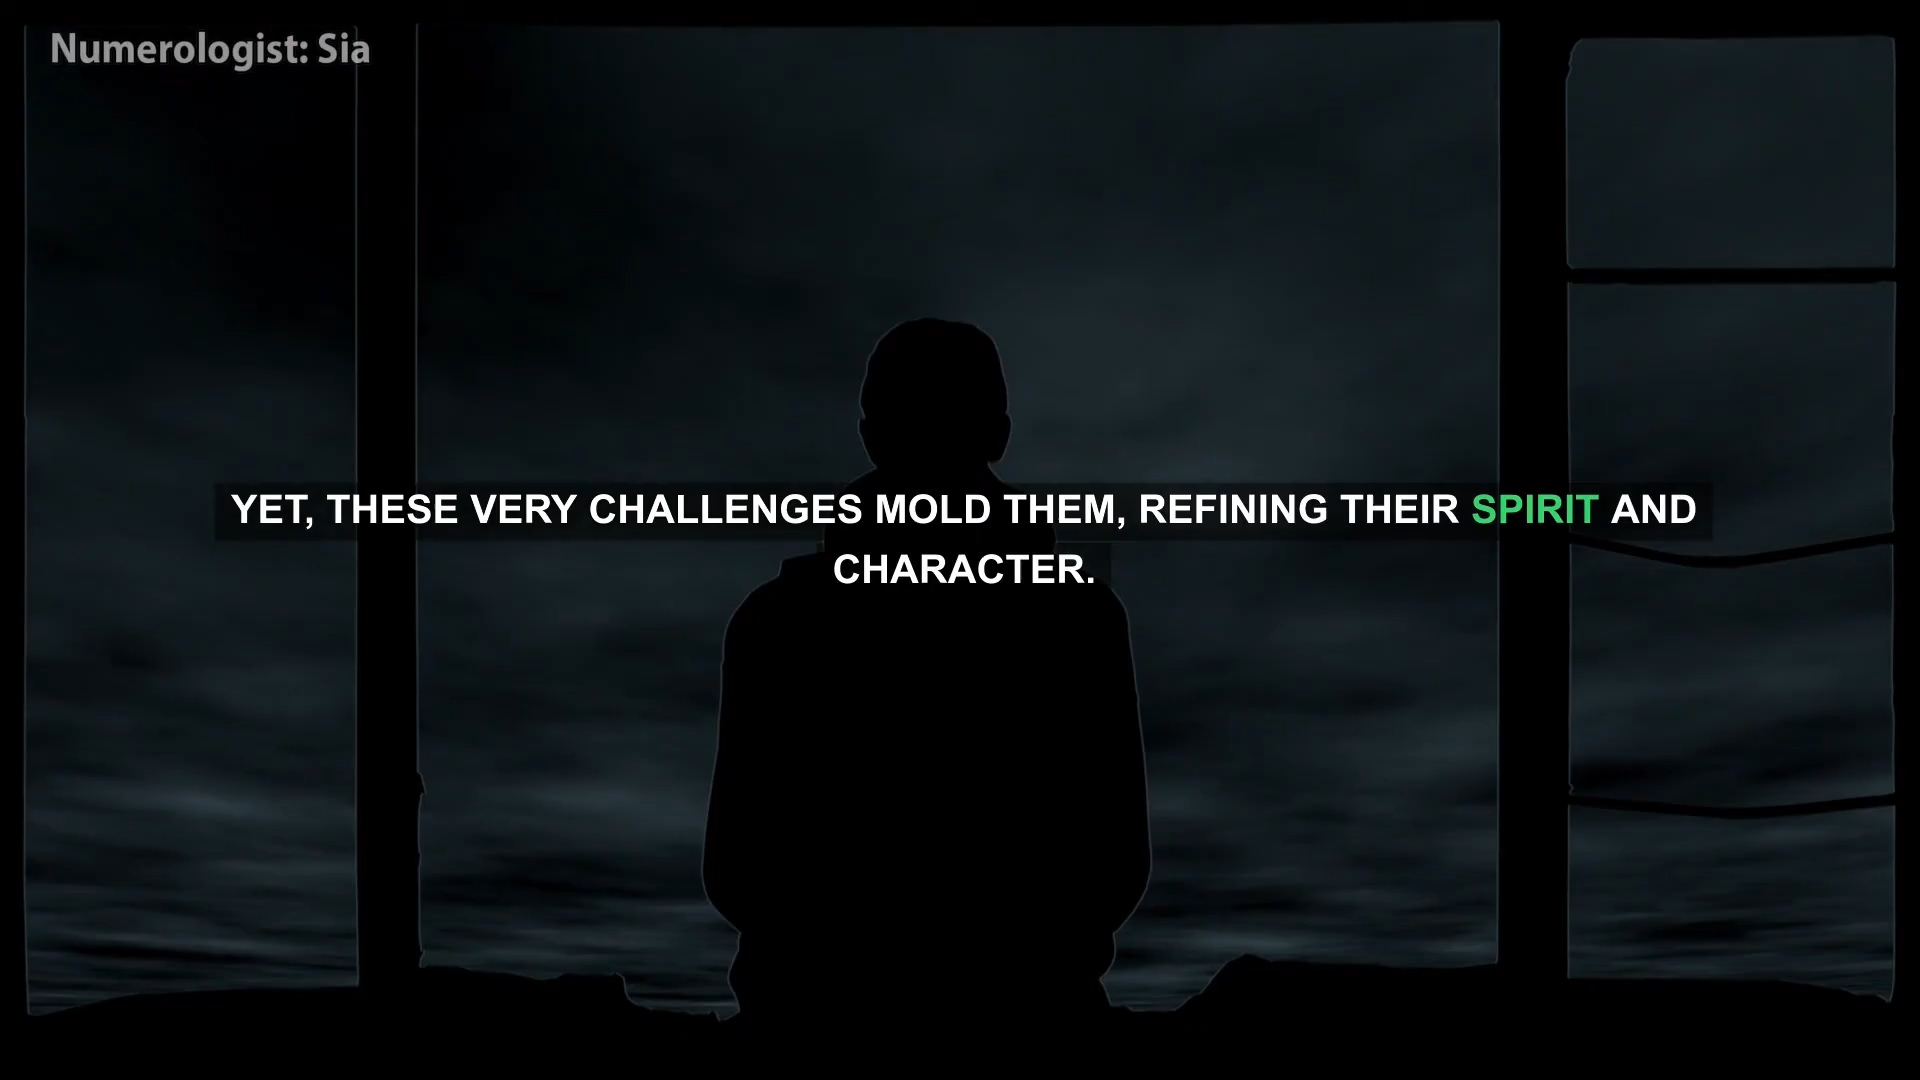 Numerologist: Sia
YET, THESE VERY CHALLENGES MOLD THEM, REFINING THEIR SPIRIT AND
CHARACTER.